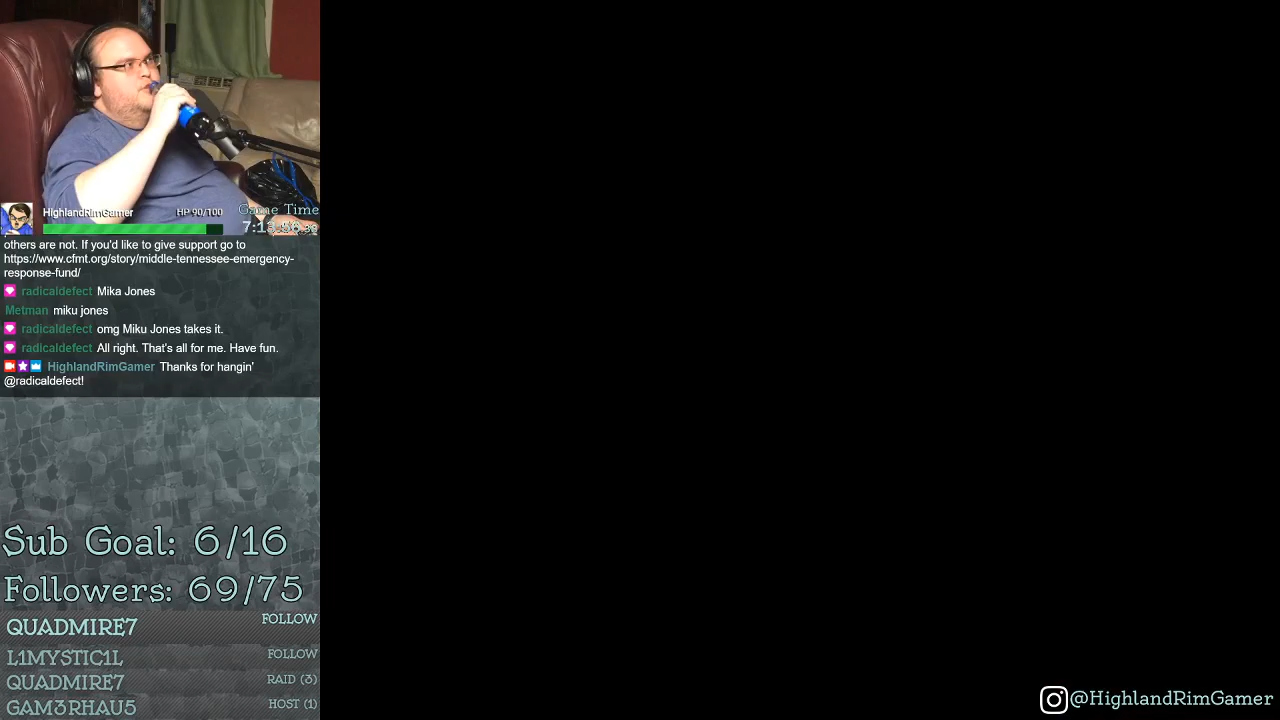 HighlandRimGamer HP 90/100 Game Time
others are not. If you'd like to give support go to
https://www.cfmt.org/story/middle-tennessee-emergency-
response-fund/
radicaldefect Mika Jones
Metman miku jones
radicaldefect omg Miku Jones takes it.
radicaldefect All right. That's all for me. Have fun.
HighlandRimGamer Thanks for hangin'
@radicaldefect!
Sub Goal: 6/16
Followers: 69/75
QUADMIRE7 FOLLOW
L1MYSTIC1L FOLLOW
QUADMIRE7 RAID (3)
GAM3RHAU5 HOST (1)
@HighlandRimGamer